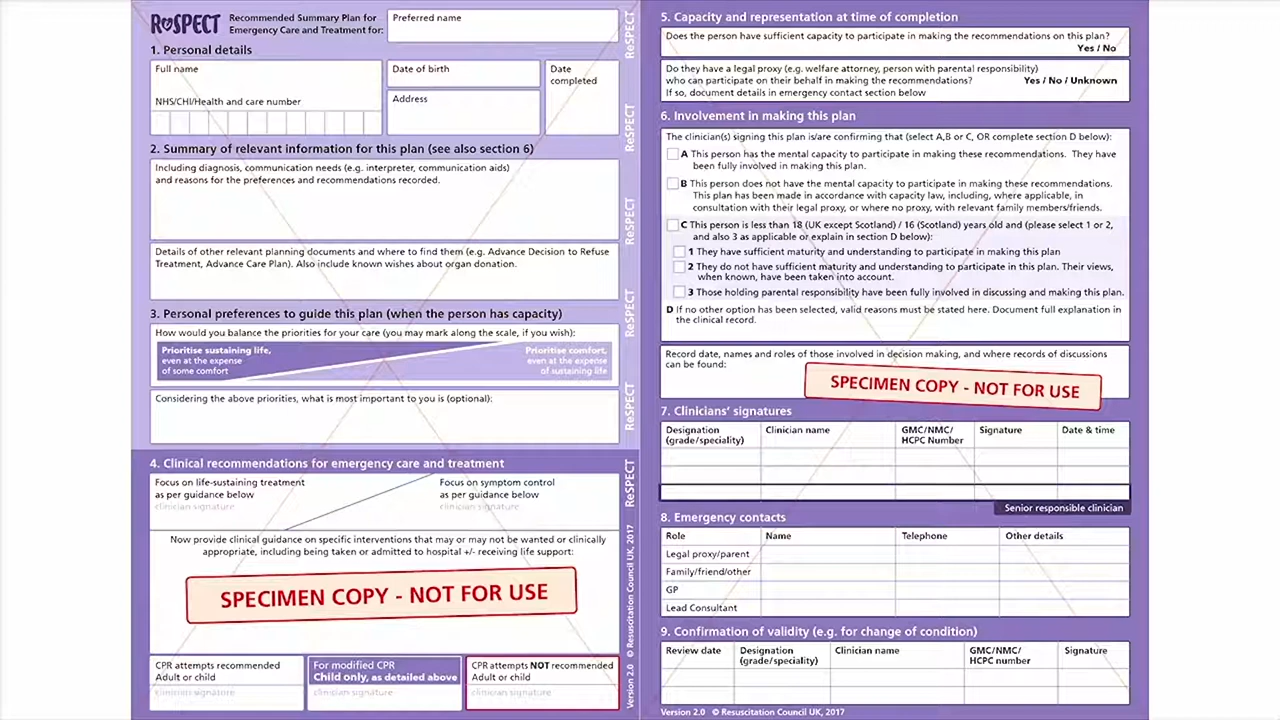 ReSPECT
Recommended Summary Plan for
Emergency Care and Treatment for:
Preferred name
1. Personal details
Full name
Date of birth
Date
completed
NHS/CHI/Health and care number
Address
2. Summary of relevant information for this plan (see also section 6)
Including diagnosis, communication needs (e.g. interpreter, communication aids)
and reasons for the preferences and recommendations recorded.
Details of other relevant planning documents and where to find them (e.g. Advance Decision to Refuse
Treatment, Advance Care Plan). Also include known wishes about organ donation.
3. Personal preferences to guide this plan (when the person has capacity)
How would you balance the priorities for your care (you may mark along the scale, if you wish):
Prioritise sustaining life,
even at the expense
of some comfort
Prioritise comfort,
even at the expense
of sustaining life
Considering the above priorities, what is most important to you is (optional):
4. Clinical recommendations for emergency care and treatment
Focus on life-sustaining treatment
as per guidance below
clinician signature
Focus on symptom control
as per guidance below
clinician signature
Now provide clinical guidance on specific interventions that may or may not be wanted or clinically
appropriate, including being taken or admitted to hospital +/- receiving life support:
SPECIMEN COPY - NOT FOR USE
CPR attempts recommended
Adult or child
clinician signature
For modified CPR
Child only, as detailed above
clinician signature
CPR attempts NOT recommended
Adult or child
clinician signature
ReSPECT
ReSPECT
ReSPECT
ReSPECT
ReSPECT
ReSPECT
Version 2.0 © Resuscitation Council UK, 2017
5. Capacity and representation at time of completion
Does the person have sufficient capacity to participate in making the recommendations on this plan?
Yes / No
Do they have a legal proxy (e.g. welfare attorney, person with parental responsibility)
who can participate on their behalf in making the recommendations? Yes / No / Unknown
If so, document details in emergency contact section below
6. Involvement in making this plan
The clinician(s) signing this plan is/are confirming that (select A,B or C, OR complete section D below):
A This person has the mental capacity to participate in making these recommendations. They have
been fully involved in making this plan.
B This person does not have the mental capacity to participate in making these recommendations.
This plan has been made in accordance with capacity law, including, where applicable, in
consultation with their legal proxy, or where no proxy, with relevant family members/friends.
C This person is less than 18 (UK except Scotland) / 16 (Scotland) years old and (please select 1 or 2,
and also 3 as applicable or explain in section D below):
1 They have sufficient maturity and understanding to participate in making this plan
2 They do not have sufficient maturity and understanding to participate in this plan. Their views,
when known, have been taken into account.
3 Those holding parental responsibility have been fully involved in discussing and making this plan.
D If no other option has been selected, valid reasons must be stated here. Document full explanation in
the clinical record.
Record date, names and roles of those involved in decision making, and where records of discussions
can be found:
SPECIMEN COPY - NOT FOR USE
7. Clinicians' signatures
Designation
(grade/speciality)
Clinician name
GMC/NMC/
HCPC Number
Signature
Date & time
Senior responsible clinician
8. Emergency contacts
Role Name Telephone Other details
Legal proxy/parent
Family/friend/other
GP
Lead Consultant
9. Confirmation of validity (e.g. for change of condition)
Review date
Designation
(grade/speciality)
Clinician name
GMC/NMC/
HCPC number
Signature
Version 2.0 © Resuscitation Council UK, 2017